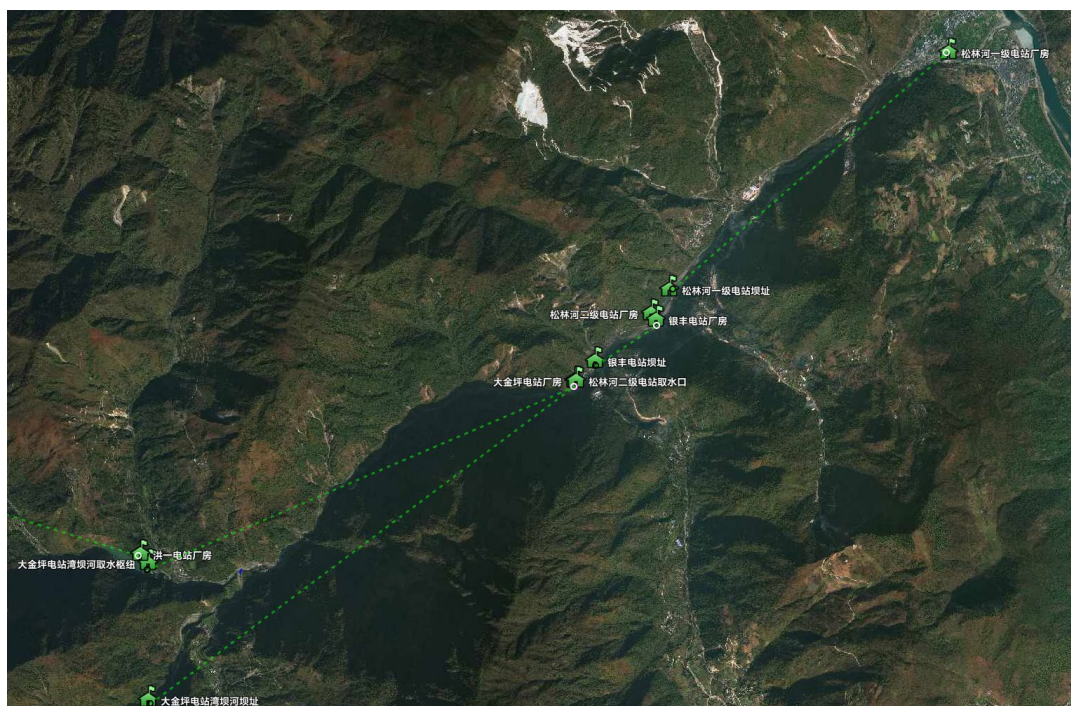 松林河一级电站厂房
松林河一级电站坝址
松林河二级电站厂房
银丰电站厂房
银丰电站坝址
大金坪电站厂房
松林河二级电站取水口
洪一电站厂房
大金坪电站湾坝河取水枢纽
大金坪电站湾坝河坝址